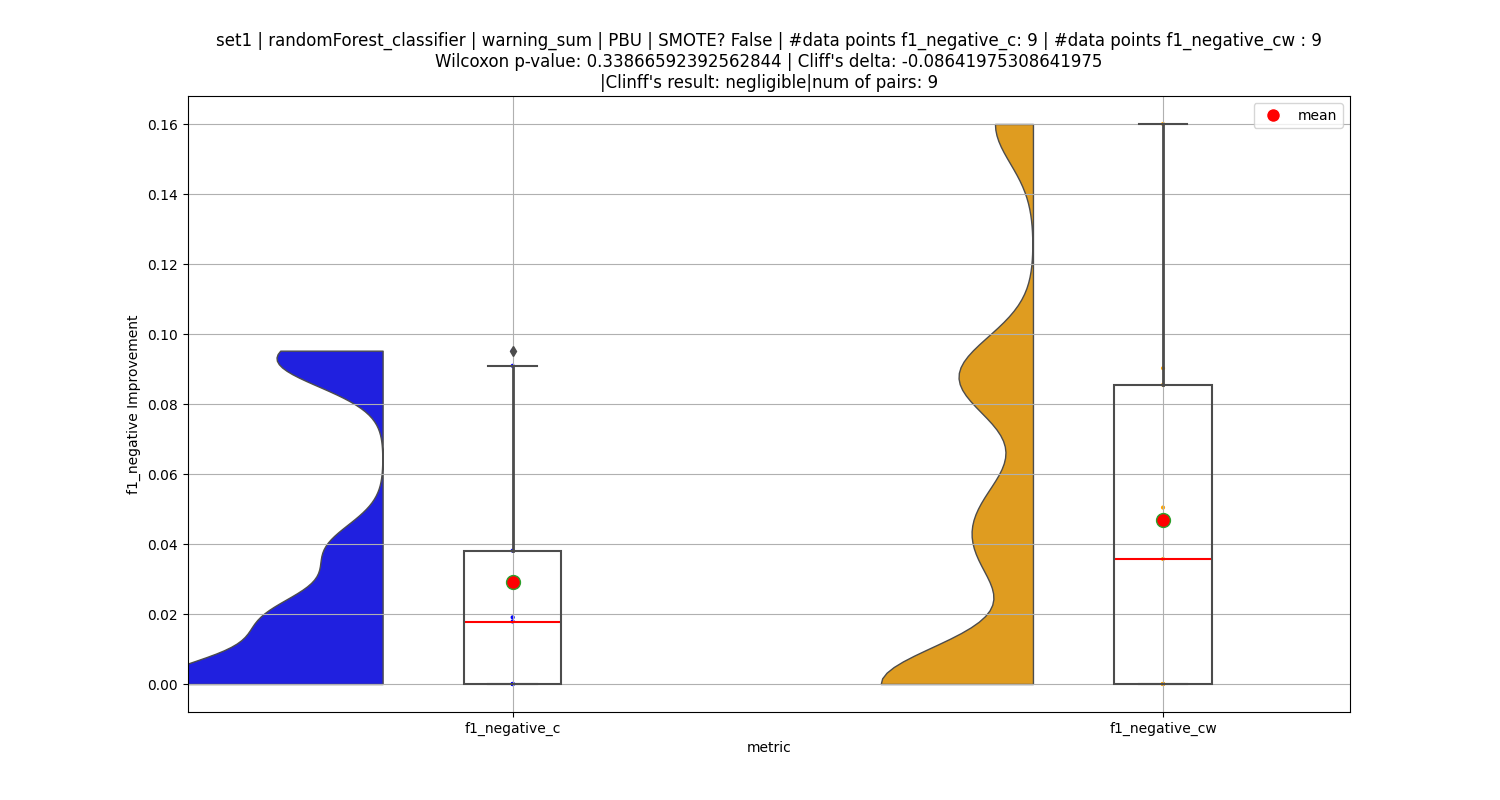 set1 | randomForest_classifier | warning_sum | PBU | SMOTE? False | #data points f1_negative_c: 9 | #data points f1_negative_cw : 9
Wilcoxon p-value: 0.33866592392562844 | Cliff's delta: -0.08641975308641975
|Clinff's result: negligible|num of pairs: 9
mean
0.16
0.14
0.12
0.10
0.08
0.06
0.04
0.02
0.00
f1_negative Improvement
f1_negative_c
f1_negative_cw
metric